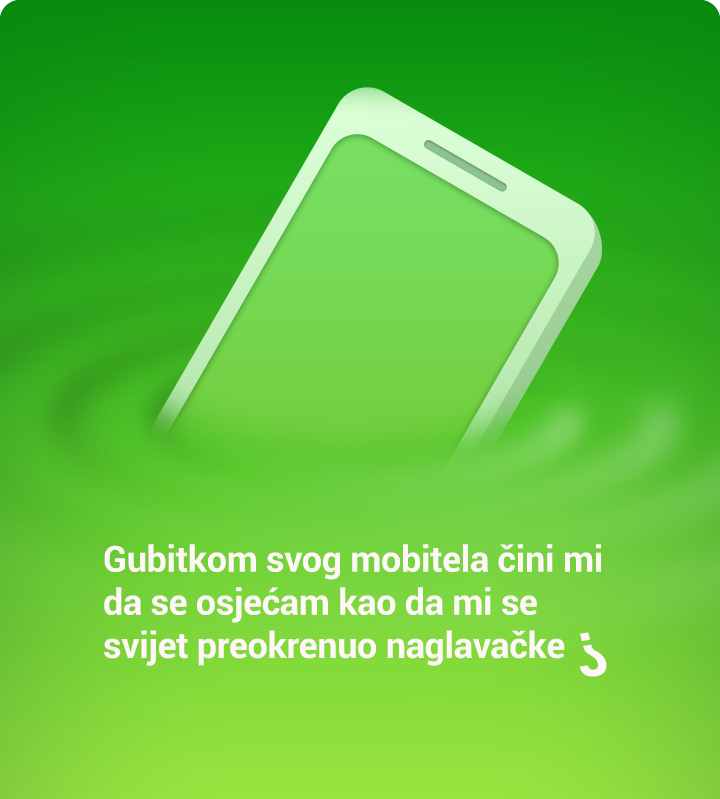 Gubitkom svog mobitela čini mi
da se osjećam kao da mi se
svijet preokrenuo naglavačke ¿